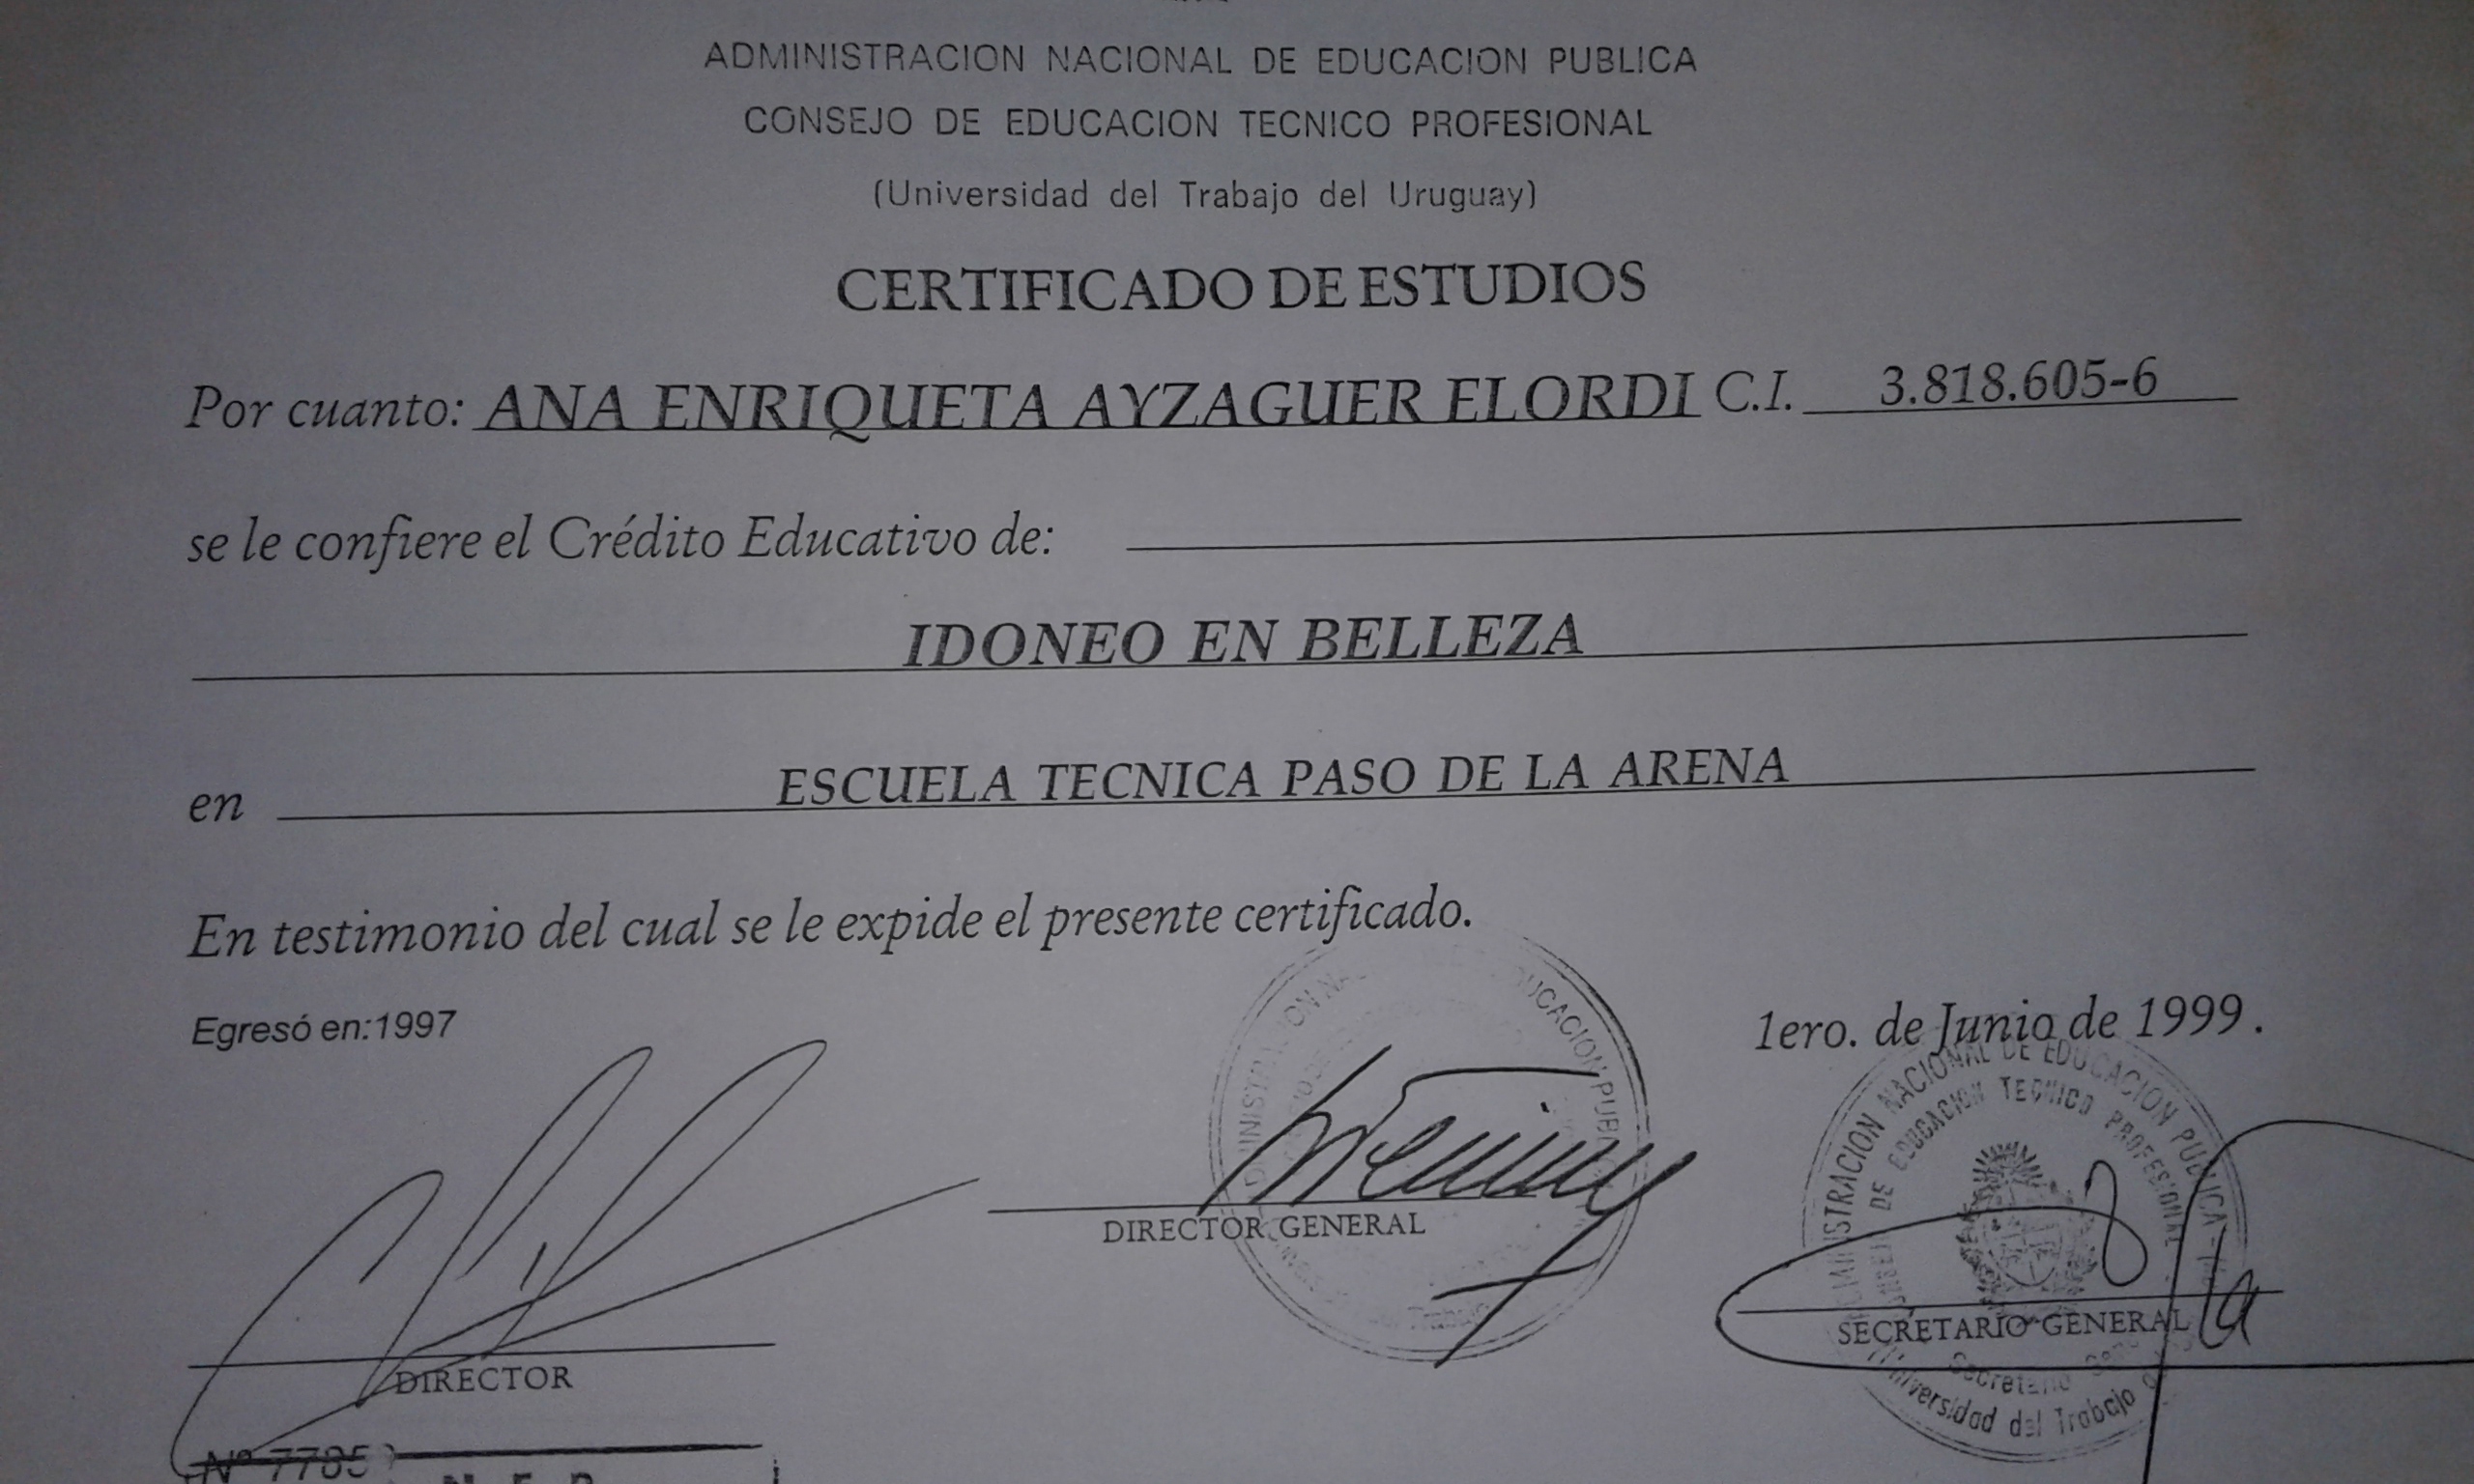 ADMINISTRACION NACIONAL DE EDUCACION PUBLICA
CONSEJO DE EDUCACION TECNICO PROFESIONAL
(Universidad del Trabajo del Uruguay)
CERTIFICADO DE ESTUDIOS
Por cuanto: ANA ENRIQUETA AYZAGUER ELORDI C.I. 3.818.605-6
se le confiere el Crédito Educativo de:
IDONEO EN BELLEZA
en ESCUELA TECNICA PASO DE LA ARENA
En testimonio del cual se le expide el presente certificado.
Egresó en:1997
1ero. de Junio de 1999.
DIRECTOR
DIRECTOR GENERAL
SECRETARIO GENERAL
ADMINISTRACION NACIONAL DE EDUCACION PUBLICA
CONSEJO DE EDUCACION TECNICO PROFESIONAL
Universidad del Trabajo